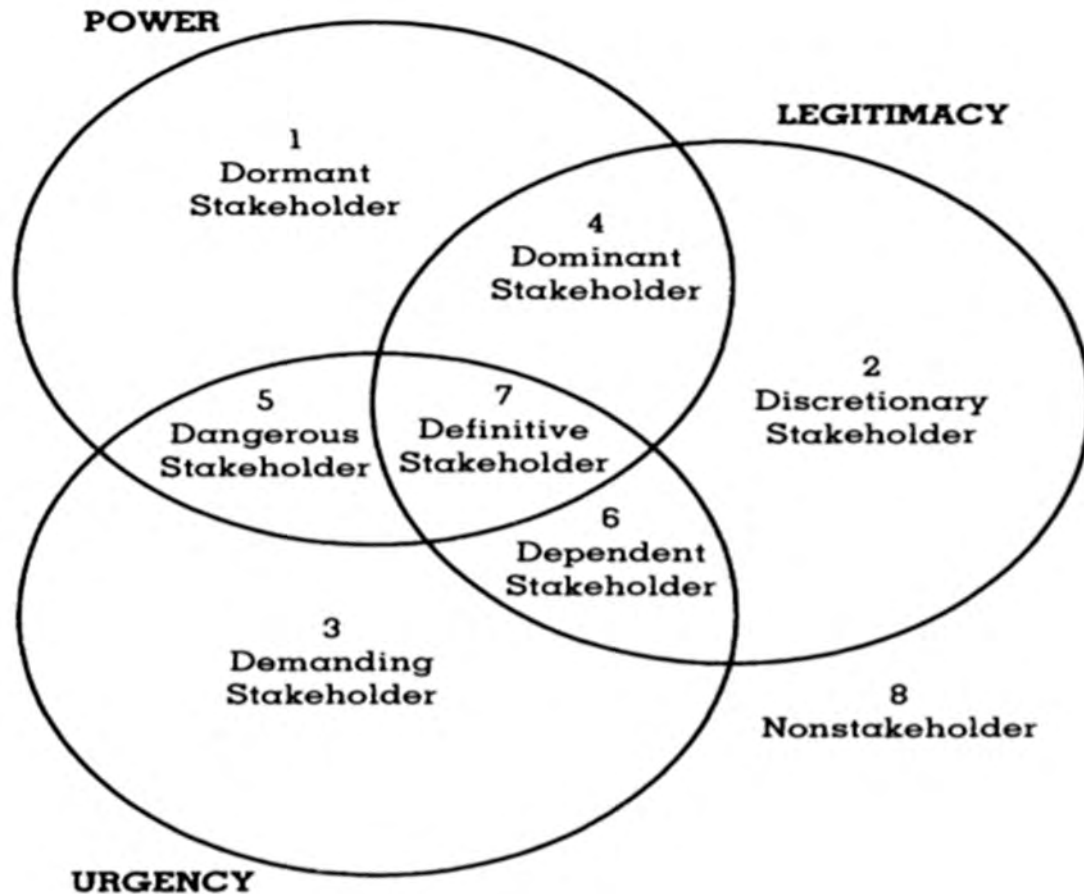 POWER
LEGITIMACY
1
Dormant
Stakeholder
4
Dominant
Stakeholder
2
Discretionary
Stakeholder
5
Dangerous
Stakeholder
7
Definitive
Stakeholder
6
Dependent
Stakeholder
3
Demanding
Stakeholder
8
Nonstakeholder
URGENCY